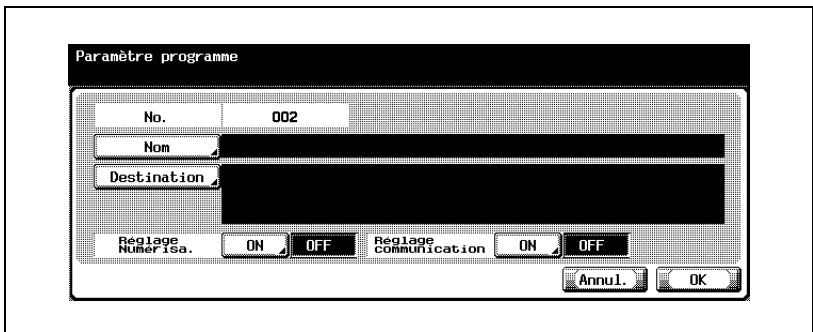 Paramètre programme
No. 002
Nom
Destination
Réglage Numérisa. ON OFF Réglage communication ON OFF
Annul. OK